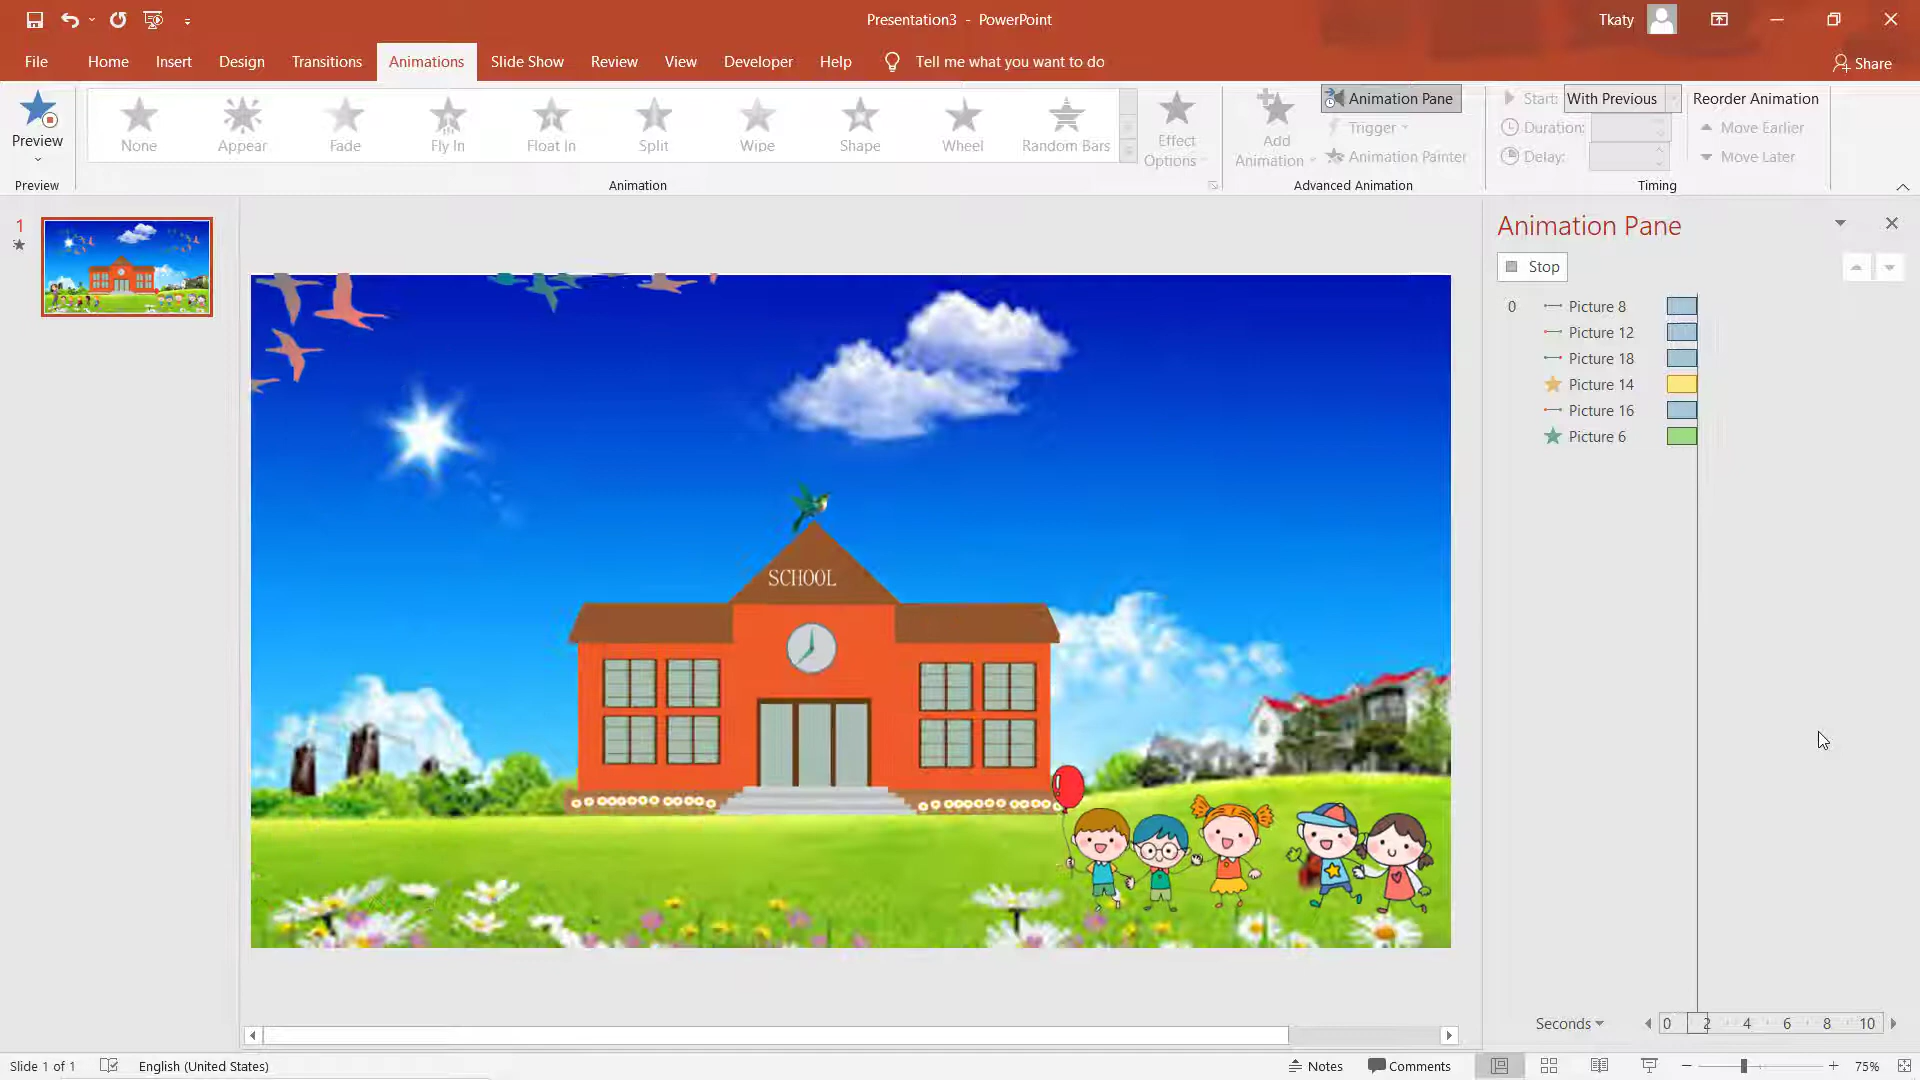 Presentation3 - PowerPoint
Tkaty
File Home Insert Design Transitions Animations Slide Show Review View Developer Help Tell me what you want to do
Share
Preview
None Appear Fade Fly In Float In Split Wipe Shape Wheel Random Bars
Effect Options
Add Animation
Animation Pane
Trigger
Animation Painter
Start: With Previous
Duration:
Delay:
Reorder Animation
Move Earlier
Move Later
Preview
Animation
Advanced Animation
Timing
1
SCHOOL
Animation Pane
Stop
0 Picture 8
Picture 12
Picture 18
Picture 14
Picture 16
Picture 6
Seconds 0 2 4 6 8 10
Slide 1 of 1 English (United States) Notes Comments 75%